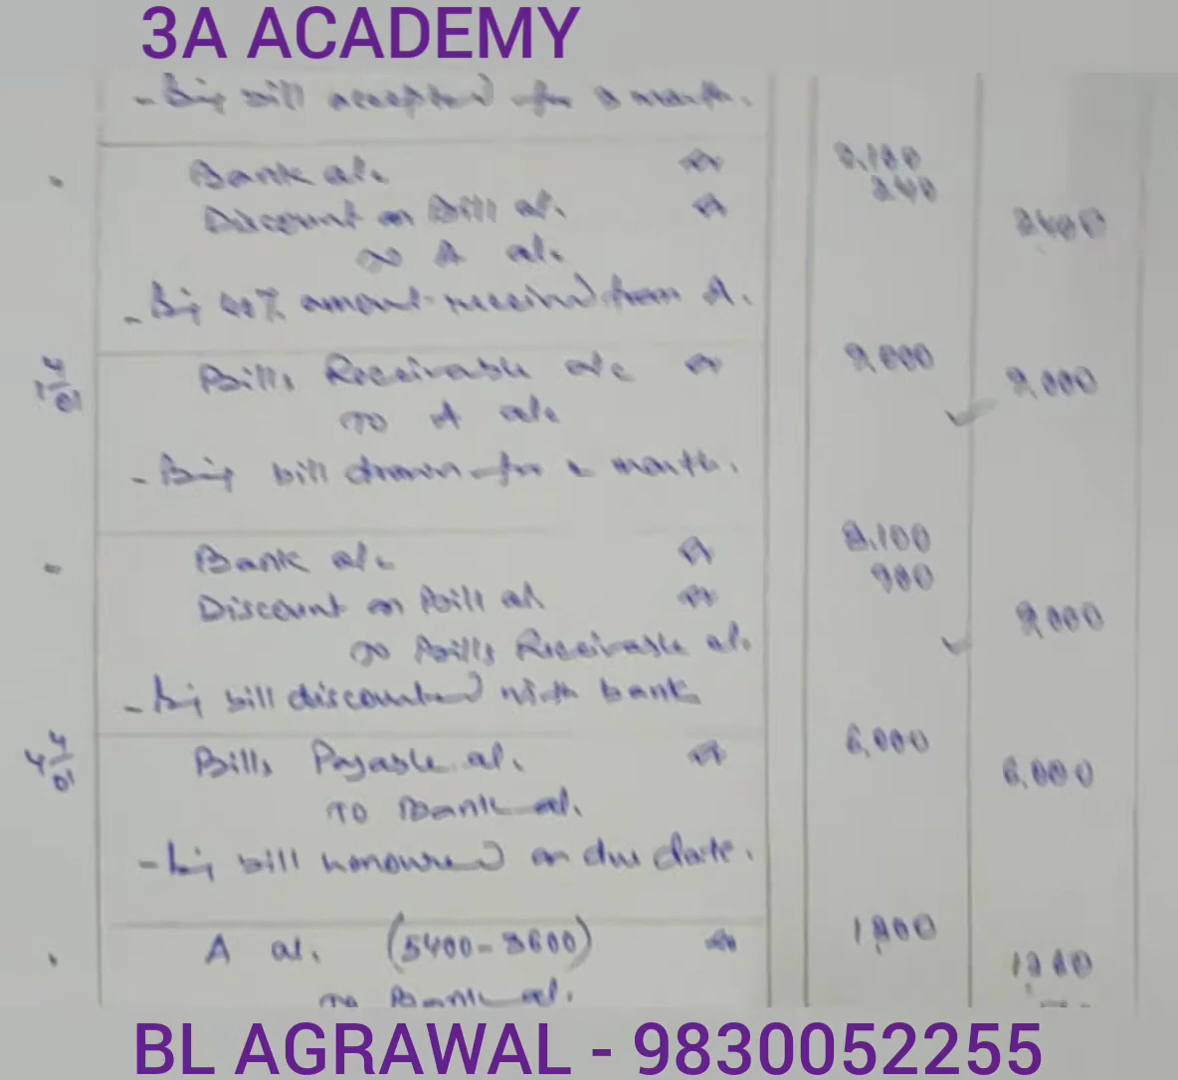 3A ACADEMY
- Being bill accepted for 3 month.
Bank a/c. Dr
Discount on Bill a/c. Dr 240
To A a/c. 2400
- Being 40% amount received from A.
1/4/01 Bills Receivable a/c Dr 9,000
To A a/c 9,000
- Being bill drawn for month.
Bank a/c Dr 8,100
Discount on Bill a/c Dr 900
To Bills Receivable a/c. 9,000
- Being bill discounted with bank
4/4/01 Bills Payable a/c. Dr 6,000
To Bank a/c. 6,000
- Being bill honoured on due date.
A a/c. (5400-3600) Dr
To Bank a/c.
BL AGRAWAL - 9830052255